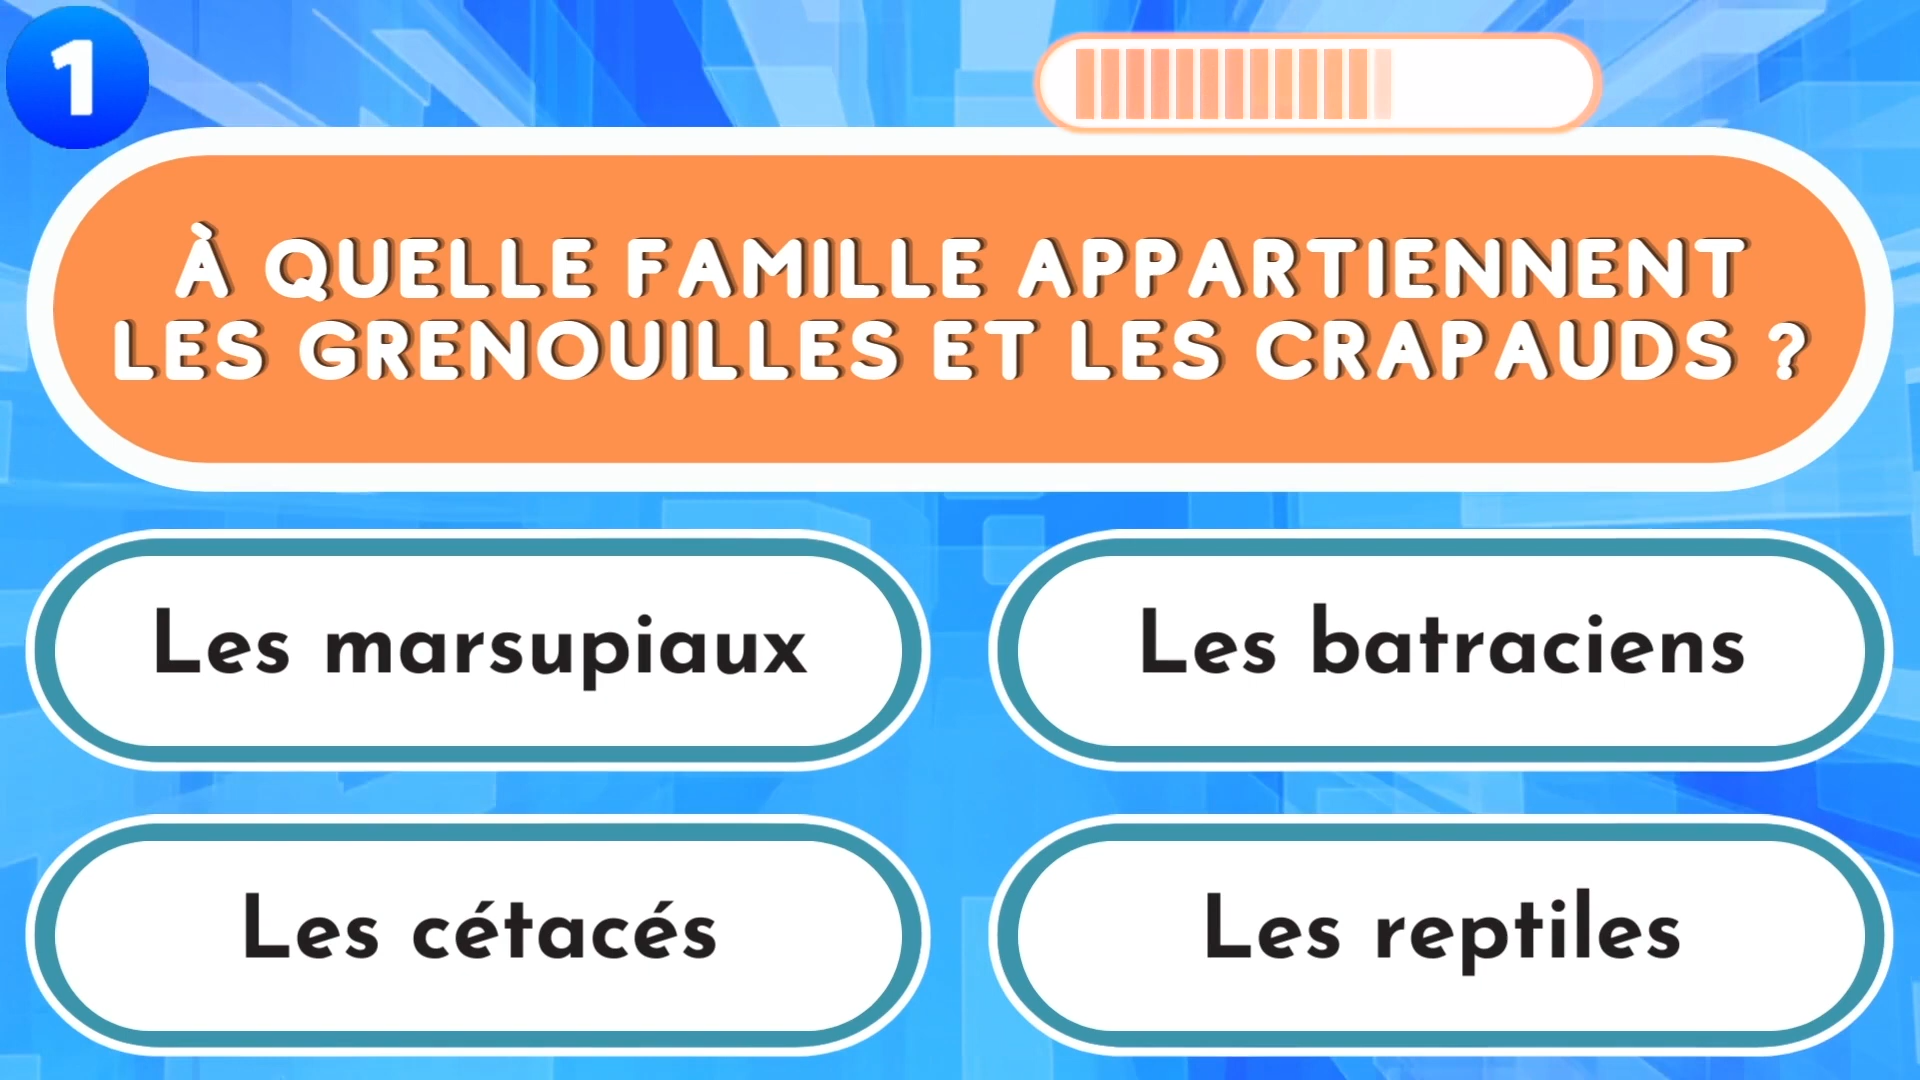 1
À QUELLE FAMILLE APPARTIENNENT
LES GRENOUILLES ET LES CRAPAUDS ?
Les marsupiaux
Les batraciens
Les cétacés
Les reptiles